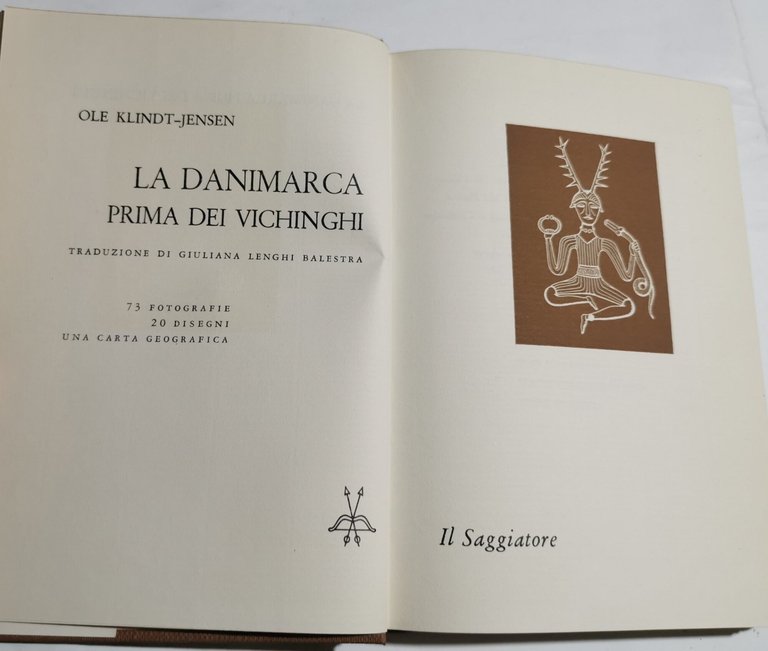 OLE KLINDT-JENSEN
LA DANIMARCA
PRIMA DEI VICHINGHI
TRADUZIONE DI GIULIANA LENGHI BALESTRA
73 FOTOGRAFIE
20 DISEGNI
UNA CARTA GEOGRAFICA
Il Saggiatore